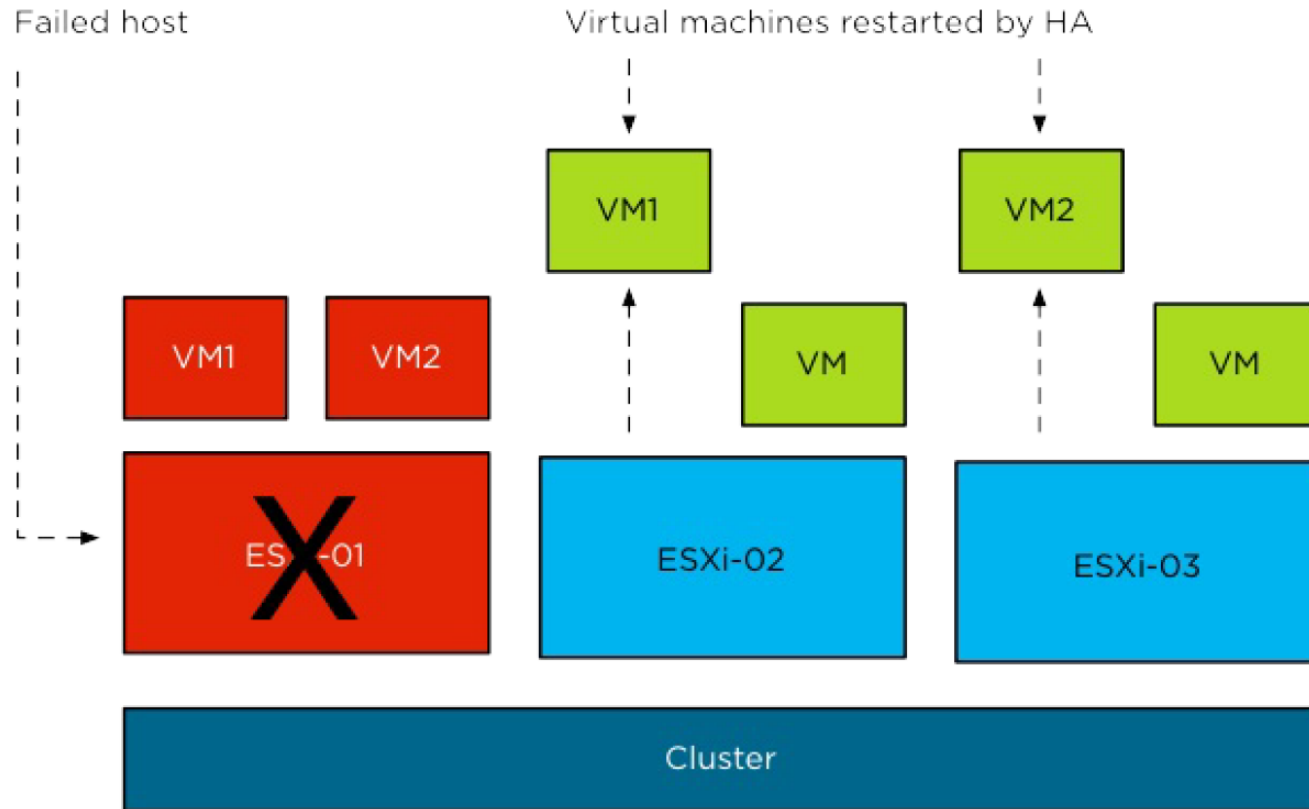 Failed host
Virtual machines restarted by HA
VM1
VM2
VM1
VM2
VM
VM
ESXi-01
ESXi-02
ESXi-03
Cluster